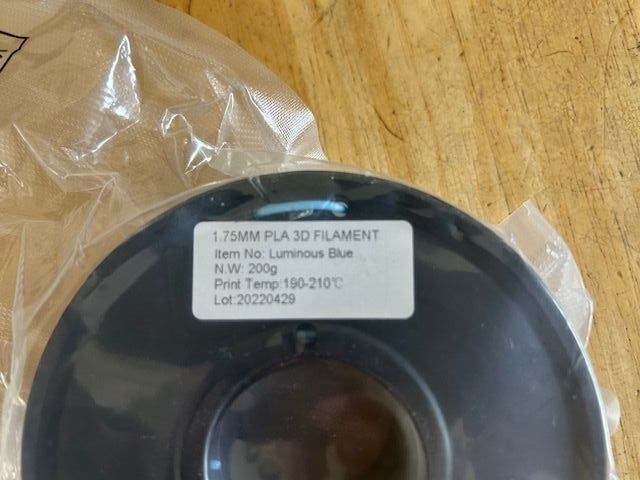 1.75MM PLA 3D FILAMENT
Item No: Luminous Blue
N.W: 200g
Print Temp:190-210℃
Lot:20220429